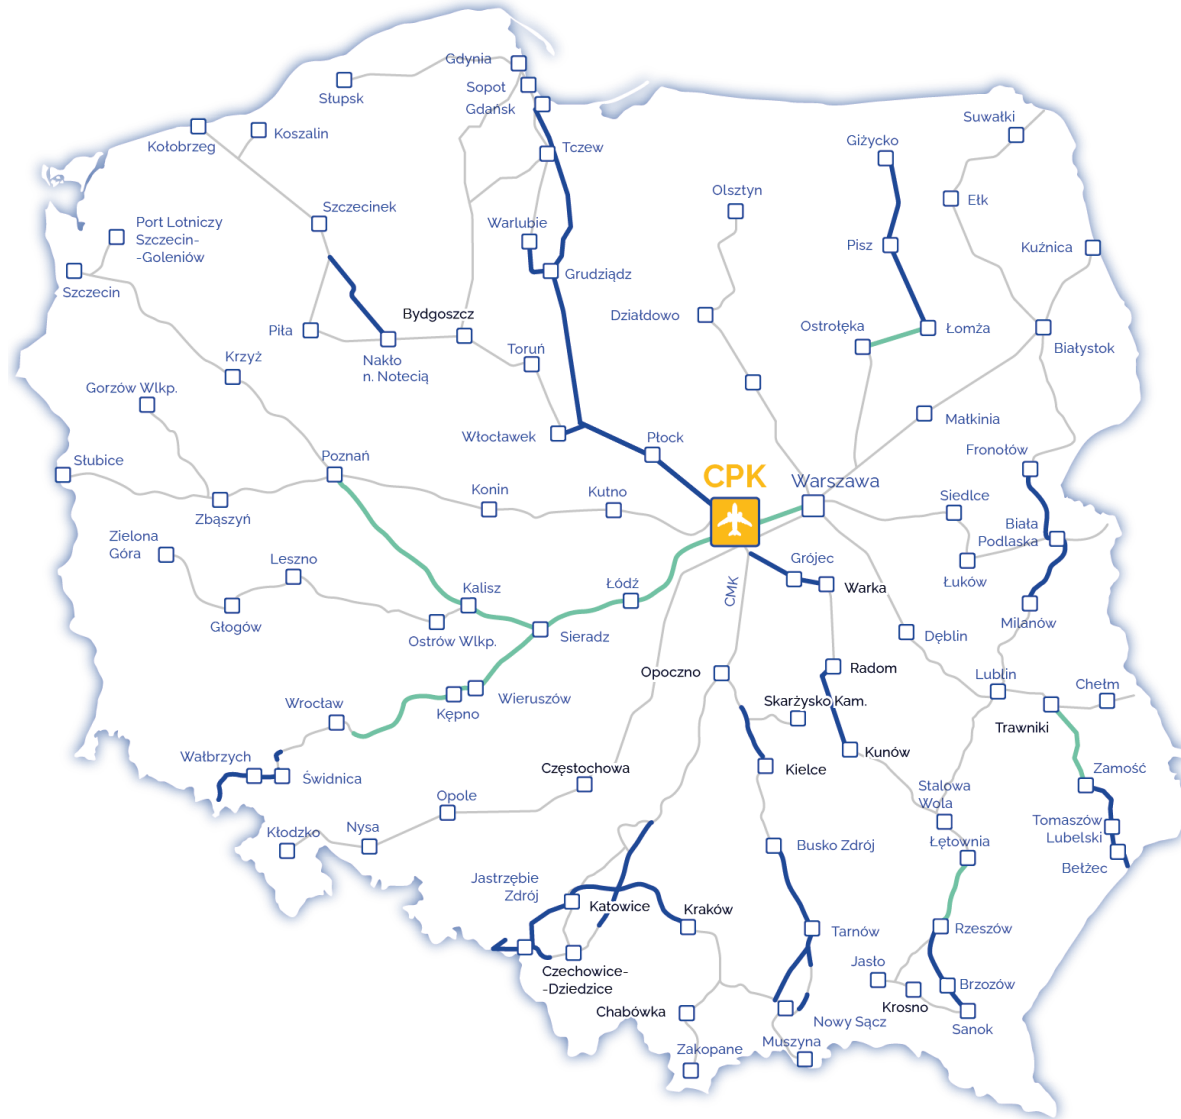 Gdynia
Sopot
Słupsk
Gdańsk
Suwałki
Kołobrzeg
Koszalin
Tczew
Giżycko
Olsztyn
Ełk
Szczecinek
Port Lotniczy
Szczecin-
-Goleniów
Warlubie
Pisz
Kuźnica
Szczecin
Grudziądz
Bydgoszcz
Działdowo
Ostrołęka
Łomża
Piła
Białystok
Krzyż
Nakło
n. Notecią
Toruń
Gorzów Wlkp.
Małkinia
Włocławek
Płock
Fronołów
Słubice
Poznań
CPK
Warszawa
Konin
Kutno
Siedlce
Zbąszyń
Biała
Podlaska
Zielona
Góra
Leszno
Grójec
Łuków
Łódź
Kalisz
CMK
Warka
Głogów
Ostrów Wlkp.
Sieradz
Dęblin
Milanów
Opoczno
Radom
Lublin
Chełm
Wrocław
Kępno
Wieruszów
Skarżysko Kam.
Trawniki
Wałbrzych
Świdnica
Częstochowa
Kielce
Kunów
Zamość
Opole
Stalowa
Wola
Kłodzko
Nysa
Tomaszów
Lubelski
Busko Zdrój
Łętownia
Bełżec
Jastrzębie
Zdrój
Katowice
Kraków
Tarnów
Rzeszów
Czechowice-
-Dziedzice
Jasło
Brzozów
Chabówka
Krosno
Nowy Sącz
Sanok
Muszyna
Zakopane